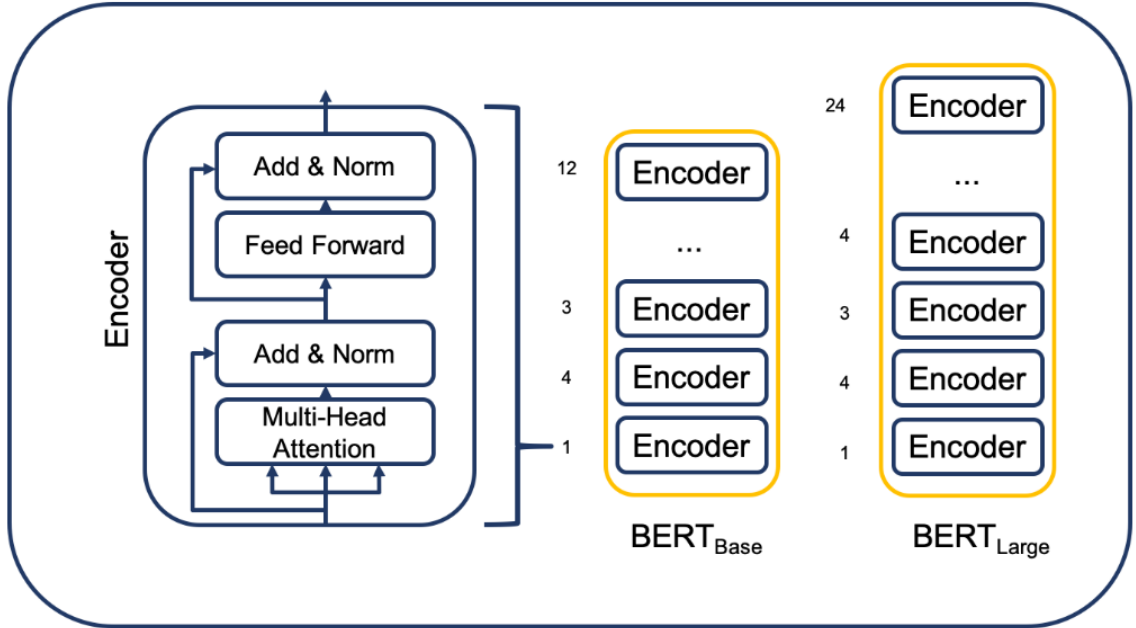 Encoder
Add & Norm
Feed Forward
Add & Norm
Multi-Head
Attention
12
Encoder
...
3
Encoder
4
Encoder
1
Encoder
BERTBase
24
Encoder
...
4
Encoder
3
Encoder
4
Encoder
1
Encoder
BERTLarge